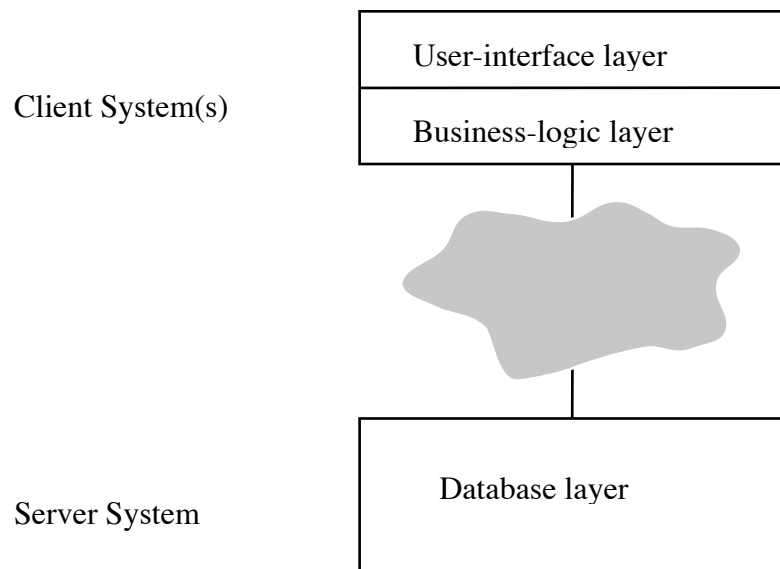 User-interface layer
Client System(s)
Business-logic layer
Database layer
Server System